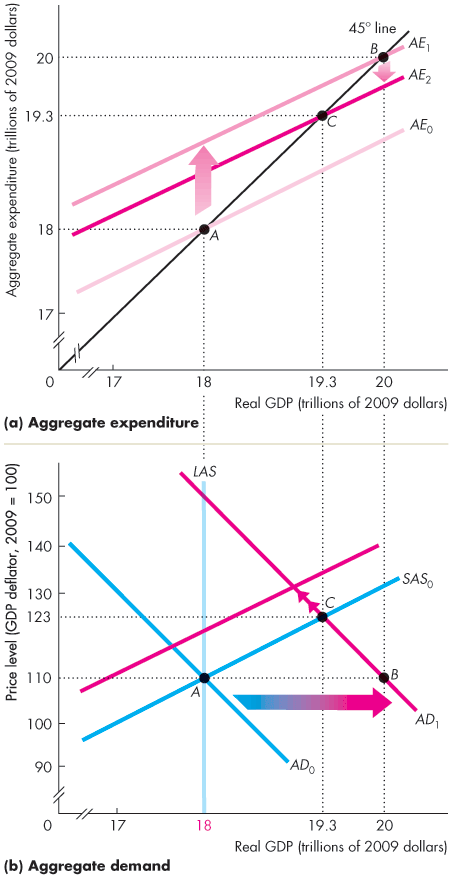 Aggregate expenditure (trillions of 2009 dollars)
45° line
20
B
AE1
AE2
19.3
C
AE0
18
A
17
0
17
18
19.3
20
Real GDP (trillions of 2009 dollars)
(a) Aggregate expenditure
Price level (GDP deflator, 2009 = 100)
LAS
150
140
130
SAS0
C
123
110
A
B
100
AD1
90
AD0
0
17
18
19.3
20
Real GDP (trillions of 2009 dollars)
(b) Aggregate demand